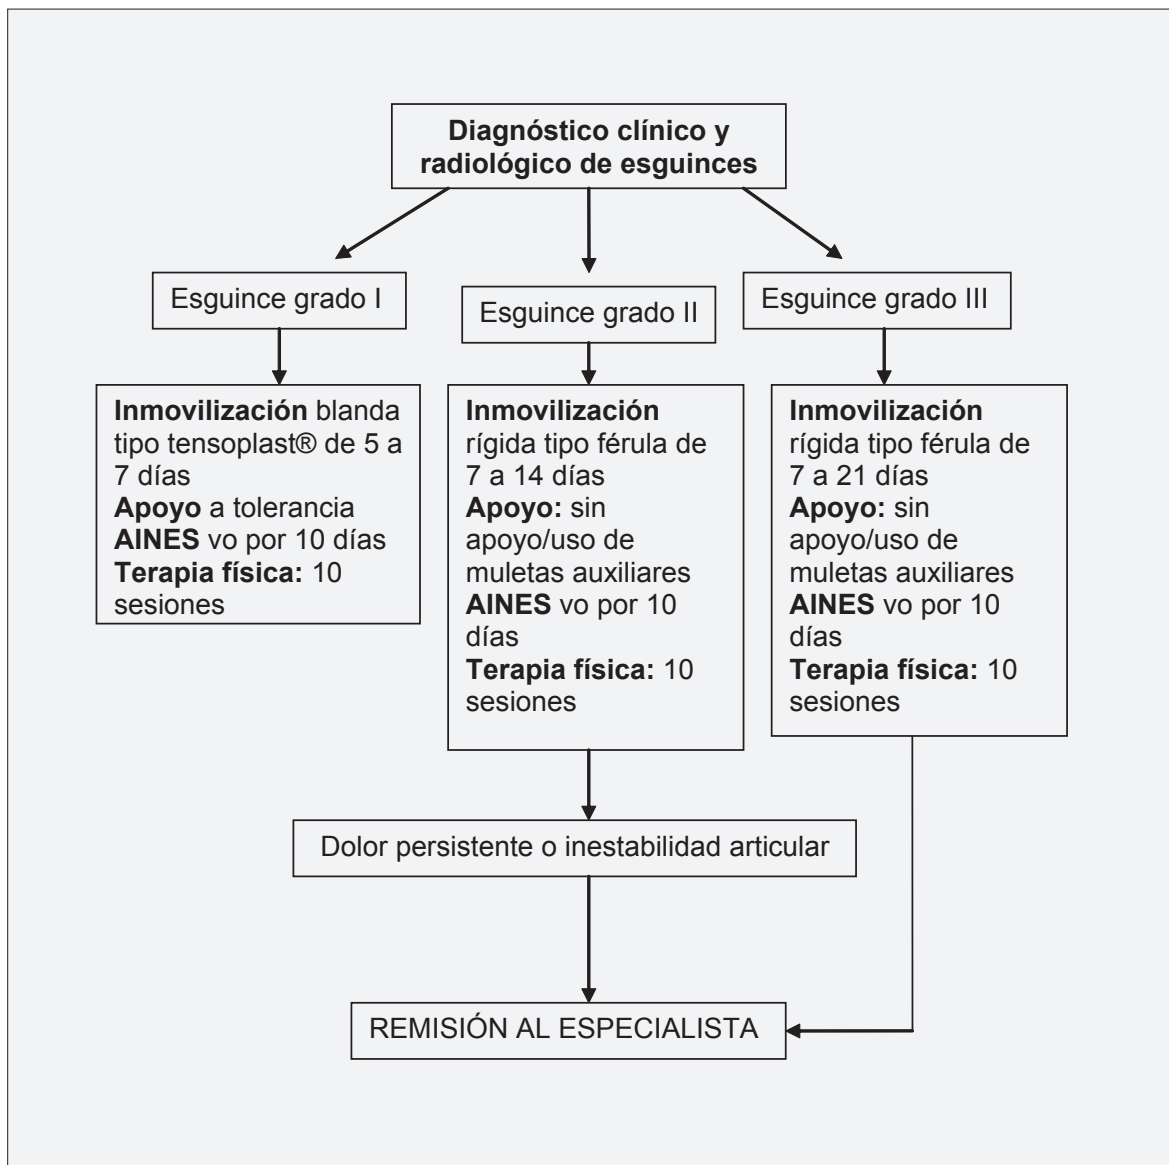 Diagnóstico clínico y
radiológico de esguinces
Esguince grado I
Esguince grado II
Esguince grado III
Inmovilización blanda
tipo tensoplast® de 5 a
7 días
Apoyo a tolerancia
AINES vo por 10 días
Terapia física: 10
sesiones
Inmovilización
rígida tipo férula de
7 a 14 días
Apoyo: sin
apoyo/uso de
muletas auxiliares
AINES vo por 10
días
Terapia física: 10
sesiones
Inmovilización
rígida tipo férula de
7 a 21 días
Apoyo: sin
apoyo/uso de
muletas auxiliares
AINES vo por 10
días
Terapia física: 10
sesiones
Dolor persistente o inestabilidad articular
REMISIÓN AL ESPECIALISTA